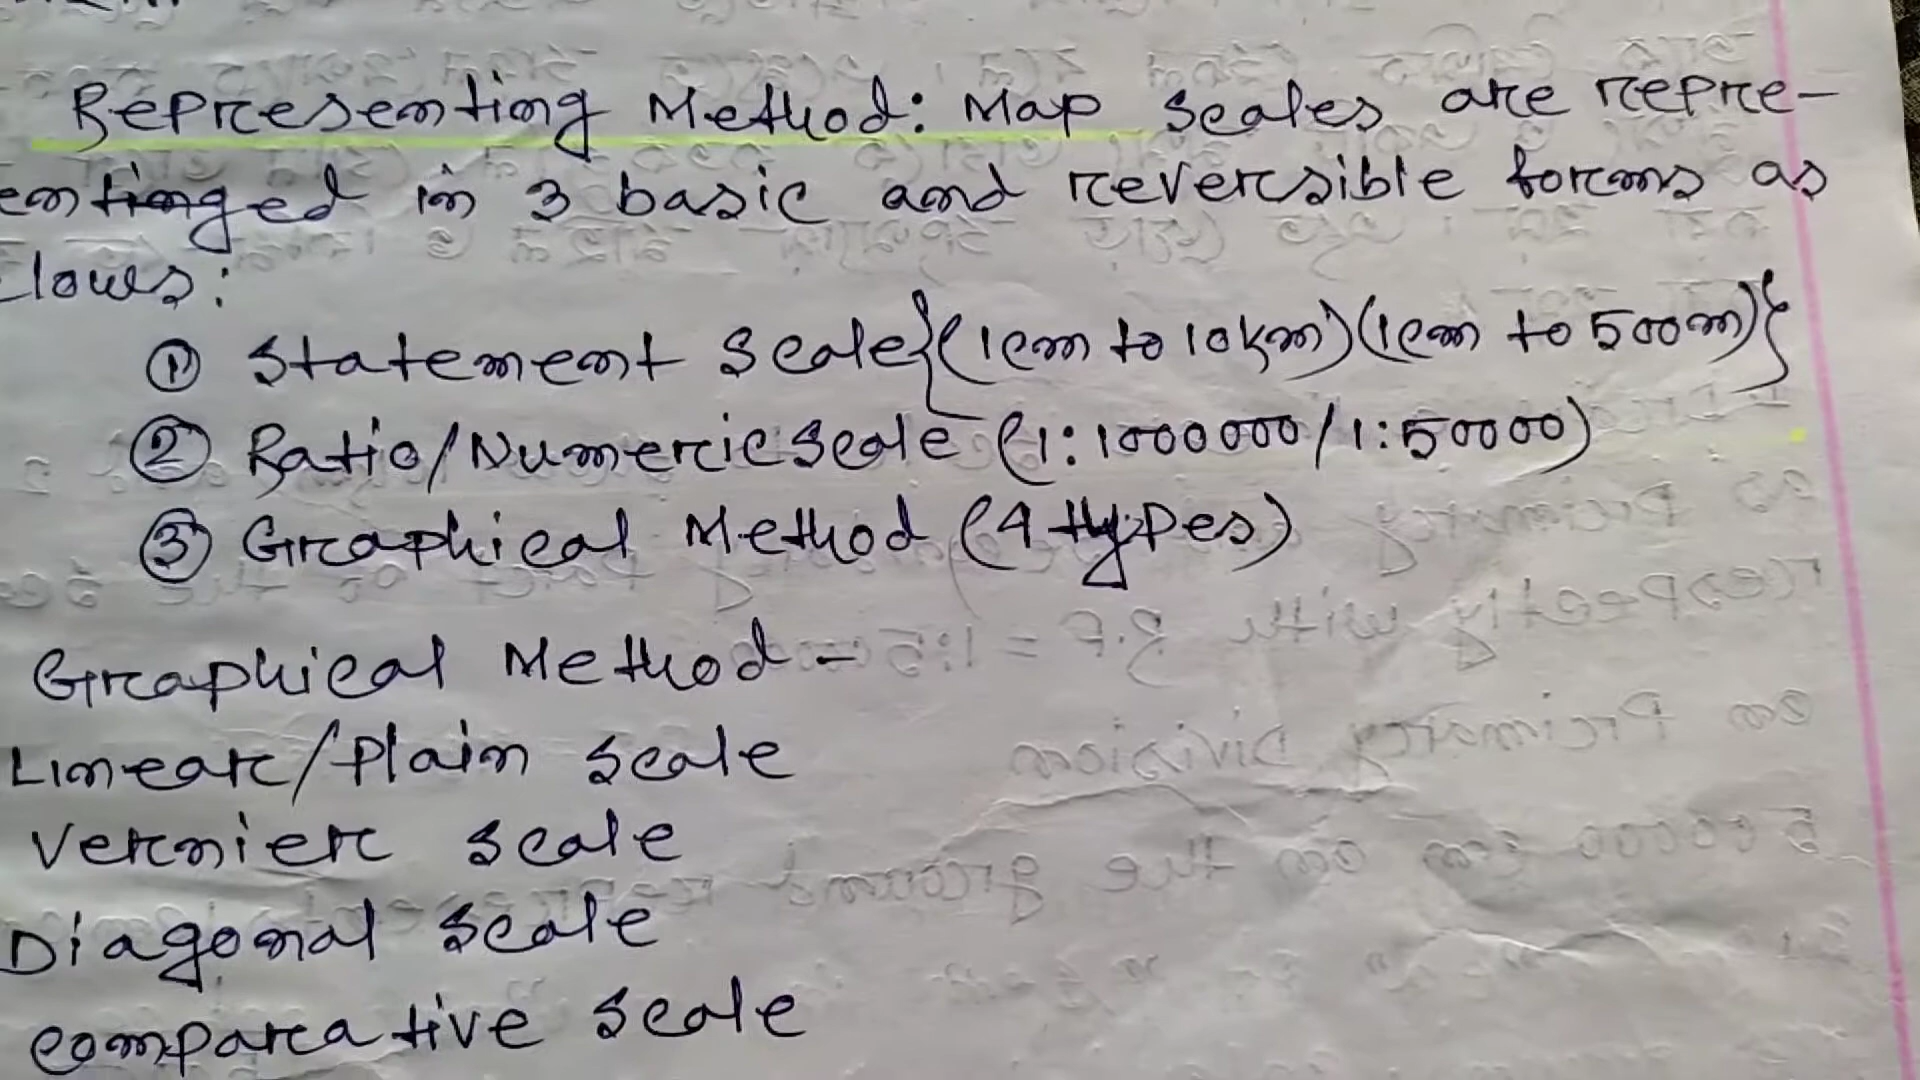 Representing Method: Map scales are repre-
entinged in 3 basic and reversible forms as
llows:
① Statement Scale{(1cm to 10km)(1cm to 500m)}
② Ratio/Numeric Scale (1:1000000/1:50000)
③ Graphical Method (4 types)
Graphical Method -
Linear/Plain scale
Vernier scale
Diagonal scale
comparative scale